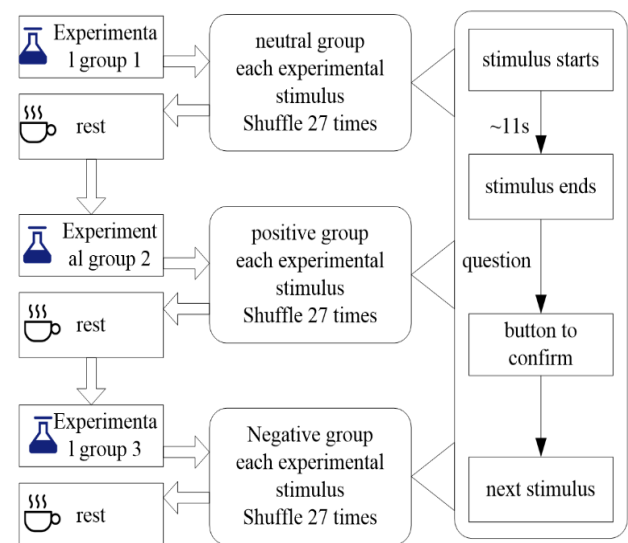 Experimenta
l group 1
neutral group
each experimental
stimulus
Shuffle 27 times
rest
Experiment
al group 2
positive group
each experimental
stimulus
Shuffle 27 times
rest
Experimenta
l group 3
Negative group
each experimental
stimulus
Shuffle 27 times
rest
stimulus starts
~11s
stimulus ends
question
button to
confirm
next stimulus